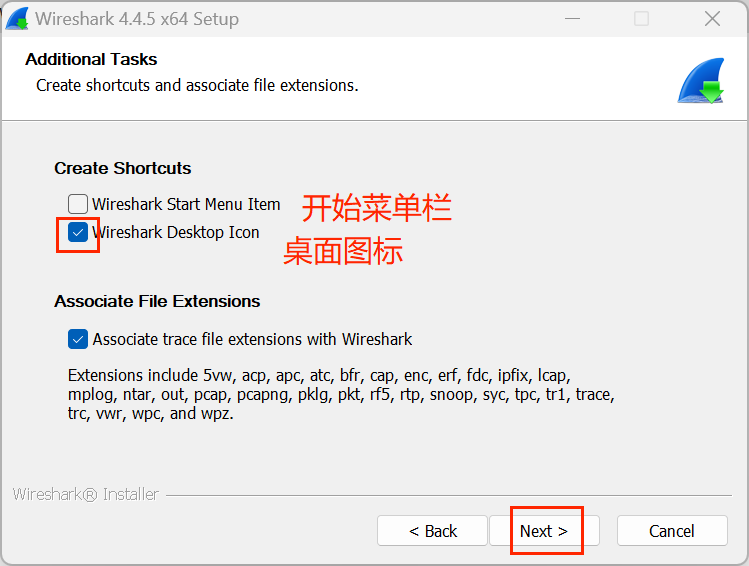 Wireshark 4.4.5 x64 Setup
Additional Tasks
Create shortcuts and associate file extensions.
Create Shortcuts
Wireshark Start Menu Item 开始菜单栏
Wireshark Desktop Icon 桌面图标
Associate File Extensions
Associate trace file extensions with Wireshark
Extensions include 5vw, acp, apc, atc, bfr, cap, enc, erf, fdc, ipfix, lcap,
mplog, ntar, out, pcap, pcapng, pklg, pkt, rf5, rtp, snoop, syc, tpc, tr1, trace,
trc, vwr, wpc, and wpz.
Wireshark® Installer
< Back Next > Cancel